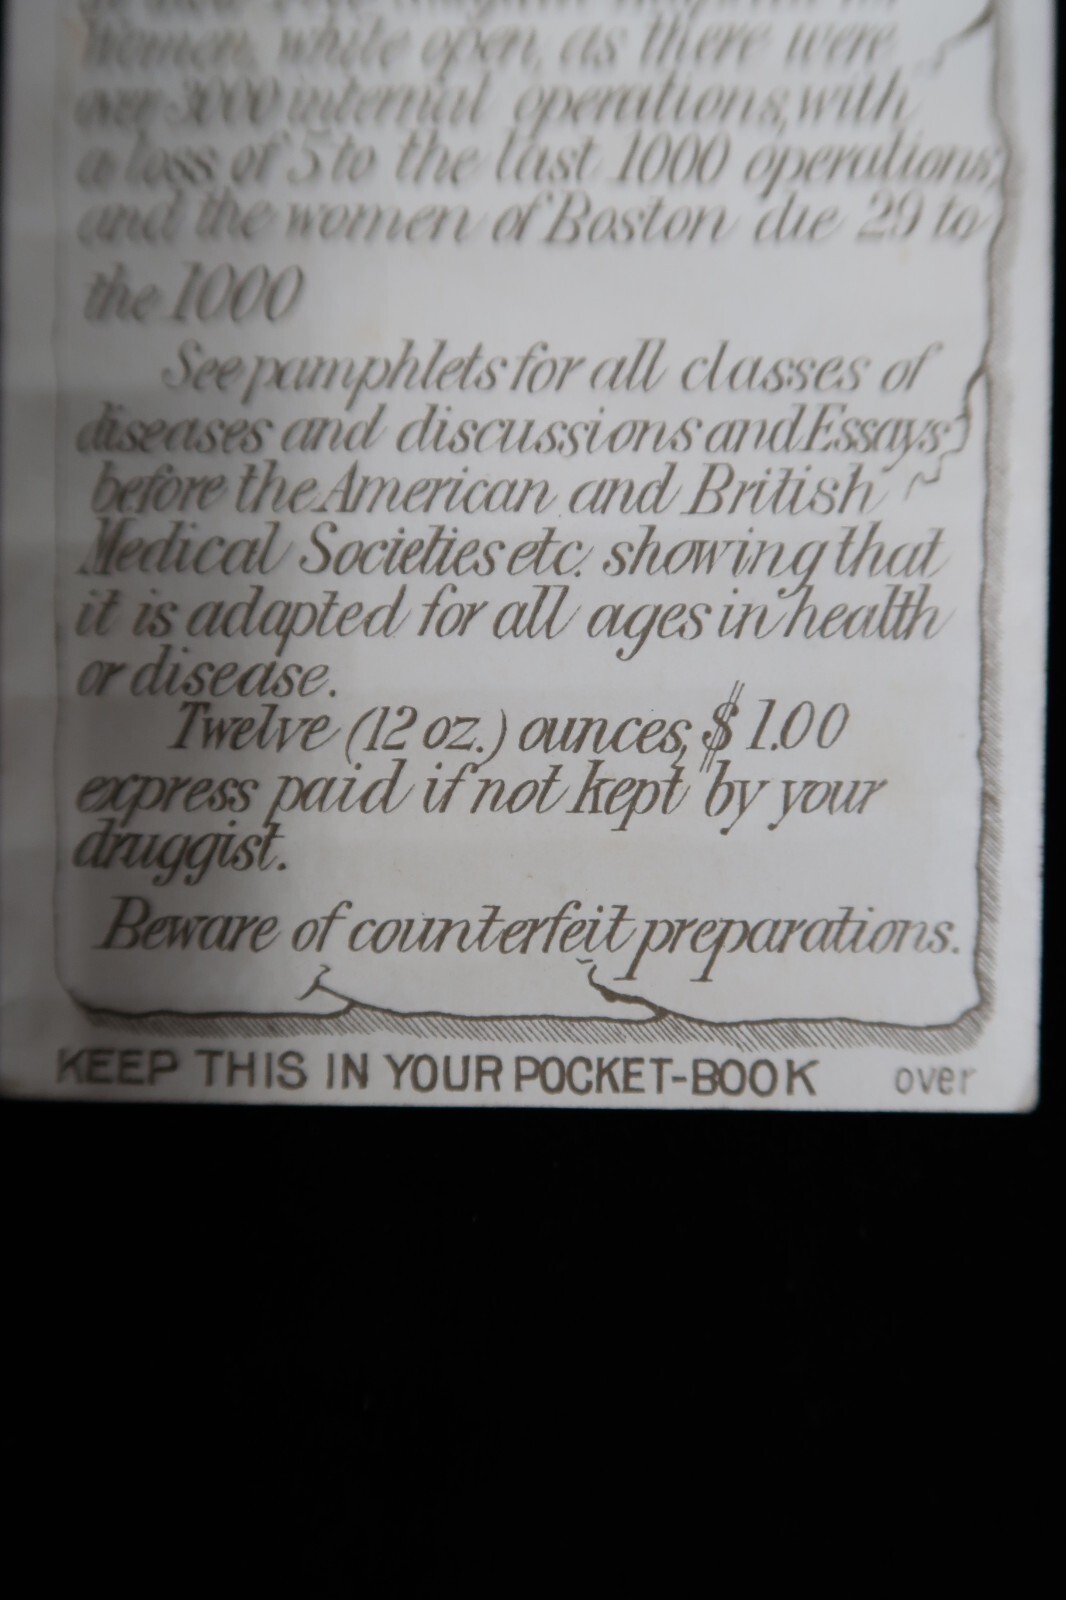 Women, while open, as there were
over 3000 internal operations, with
a loss of 5 to the last 1000 operations,
and the women of Boston die 29 to
the 1000
See pamphlets for all classes of
diseases and discussions and Essays
before the American and British
Medical Societies etc. showing that
it is adapted for all ages in health
or disease.
Twelve (12 oz.) ounces, $1.00
express paid if not kept by your
druggist.
Beware of counterfeit preparations.
KEEP THIS IN YOUR POCKET-BOOK over